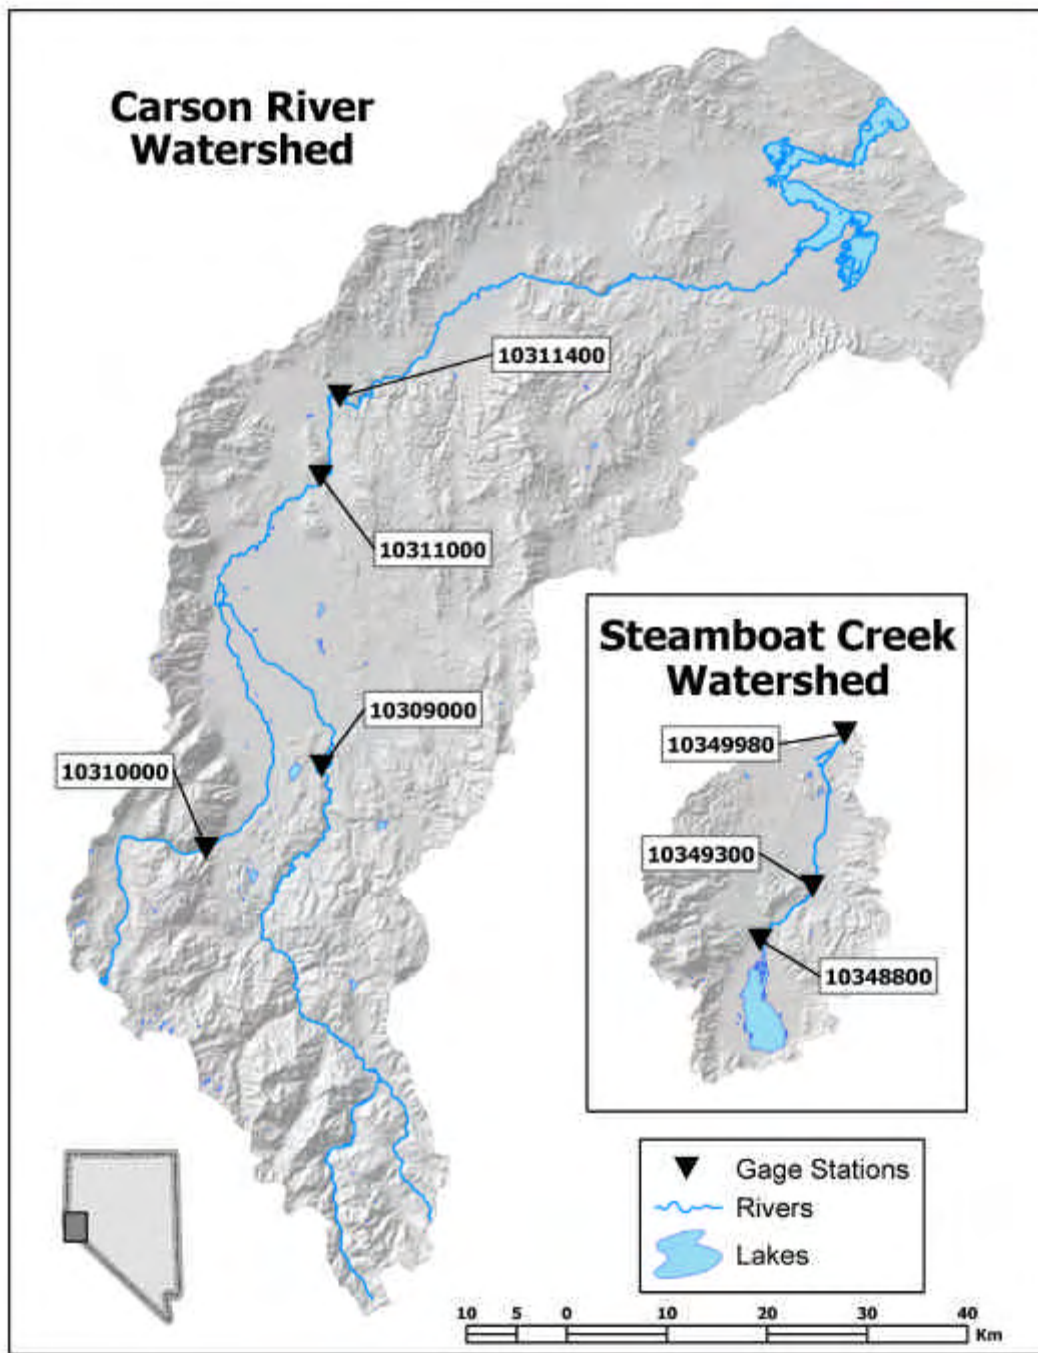 Carson River
Watershed
10311400
10311000
10309000
10310000
Steamboat Creek
Watershed
10349980
10349300
10348800
Gage Stations
Rivers
Lakes
10 5 0 10 20 30 40
Km